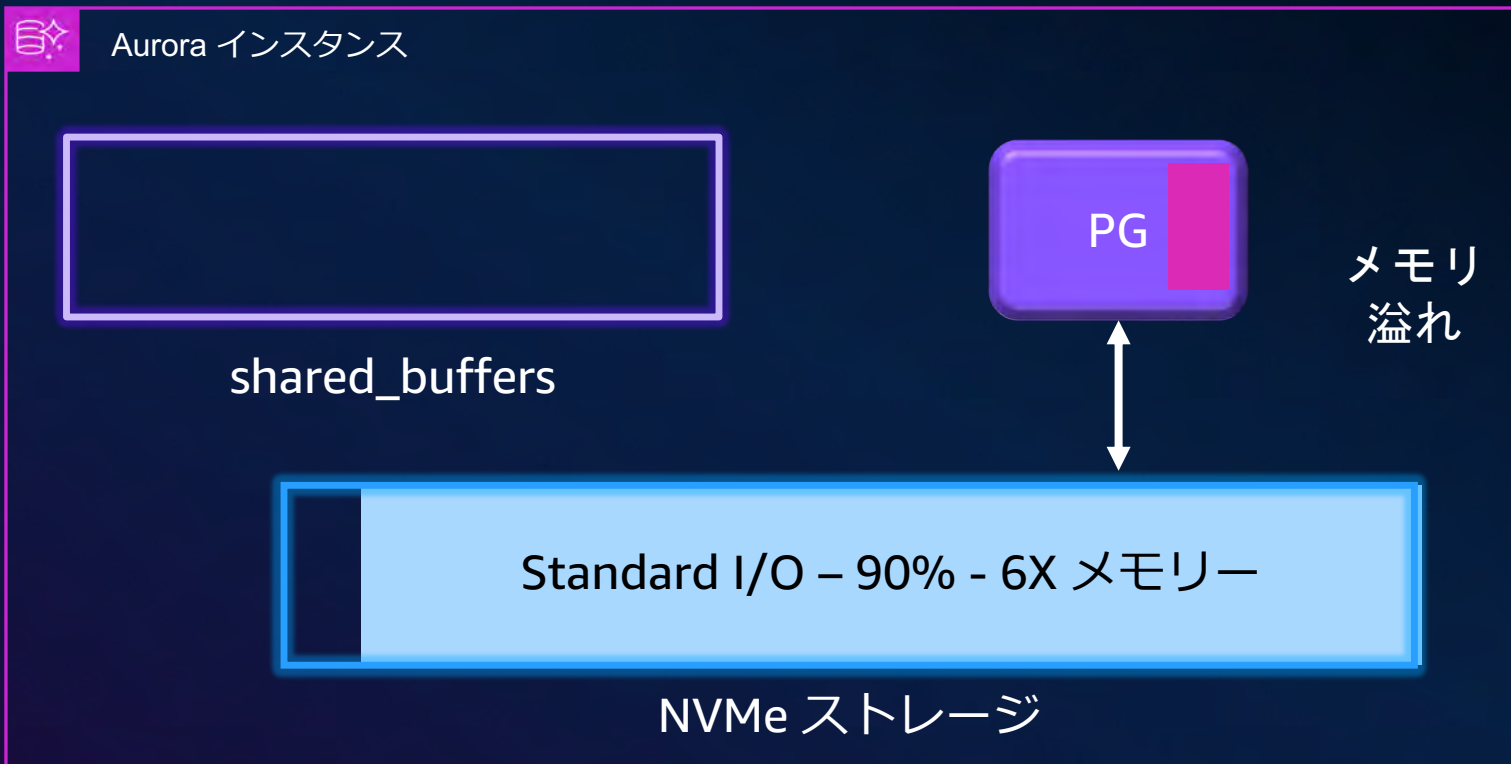 Aurora インスタンス
PG
メモリ
溢れ
shared_buffers
Standard I/O – 90% - 6X メモリー
NVMe ストレージ